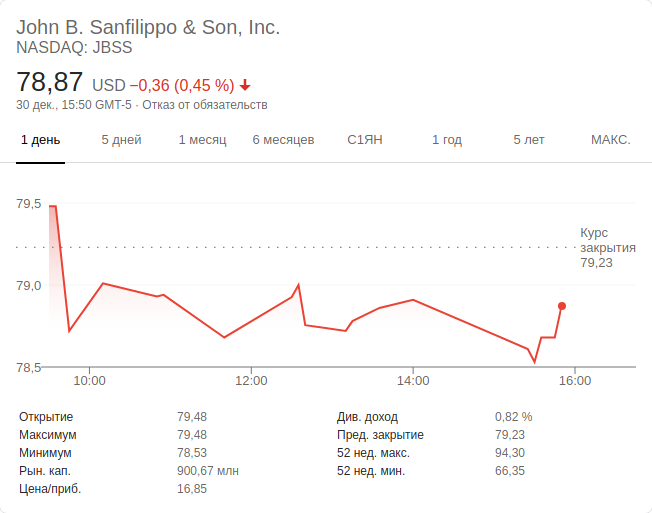 John B. Sanfilippo & Son, Inc.
NASDAQ: JBSS
78,87 USD −0,36 (0,45 %)
30 дек., 15:50 GMT-5 · Отказ от обязательств
1 день 5 дней 1 месяц 6 месяцев С1ЯН 1 год 5 лет МАКС.
79,5
Курс
закрытия
79,23
79,0
78,5
10:00 12:00 14:00 16:00
Открытие 79,48 Див. доход 0,82 %
Максимум 79,48 Пред. закрытие 79,23
Минимум 78,53 52 нед. макс. 94,30
Рын. кап. 900,67 млн 52 нед. мин. 66,35
Цена/приб. 16,85